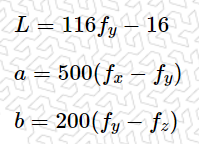 L = 116f_y − 16
a = 500(f_x − f_y)
b = 200(f_y − f_z)